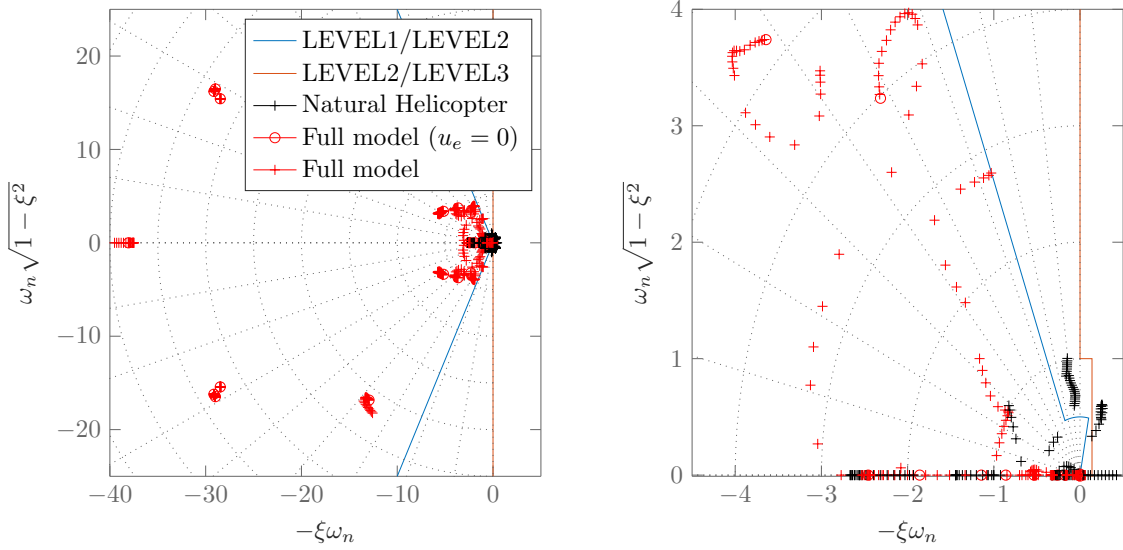 LEVEL1/LEVEL2
LEVEL2/LEVEL3
Natural Helicopter
Full model (u_e = 0)
Full model
20
10
0
−10
−20
−40
−30
−20
−10
0
−ξω_n
ω_n√1 − ξ²
4
3
2
1
0
−4
−3
−2
−1
0
−ξω_n
ω_n√1 − ξ²